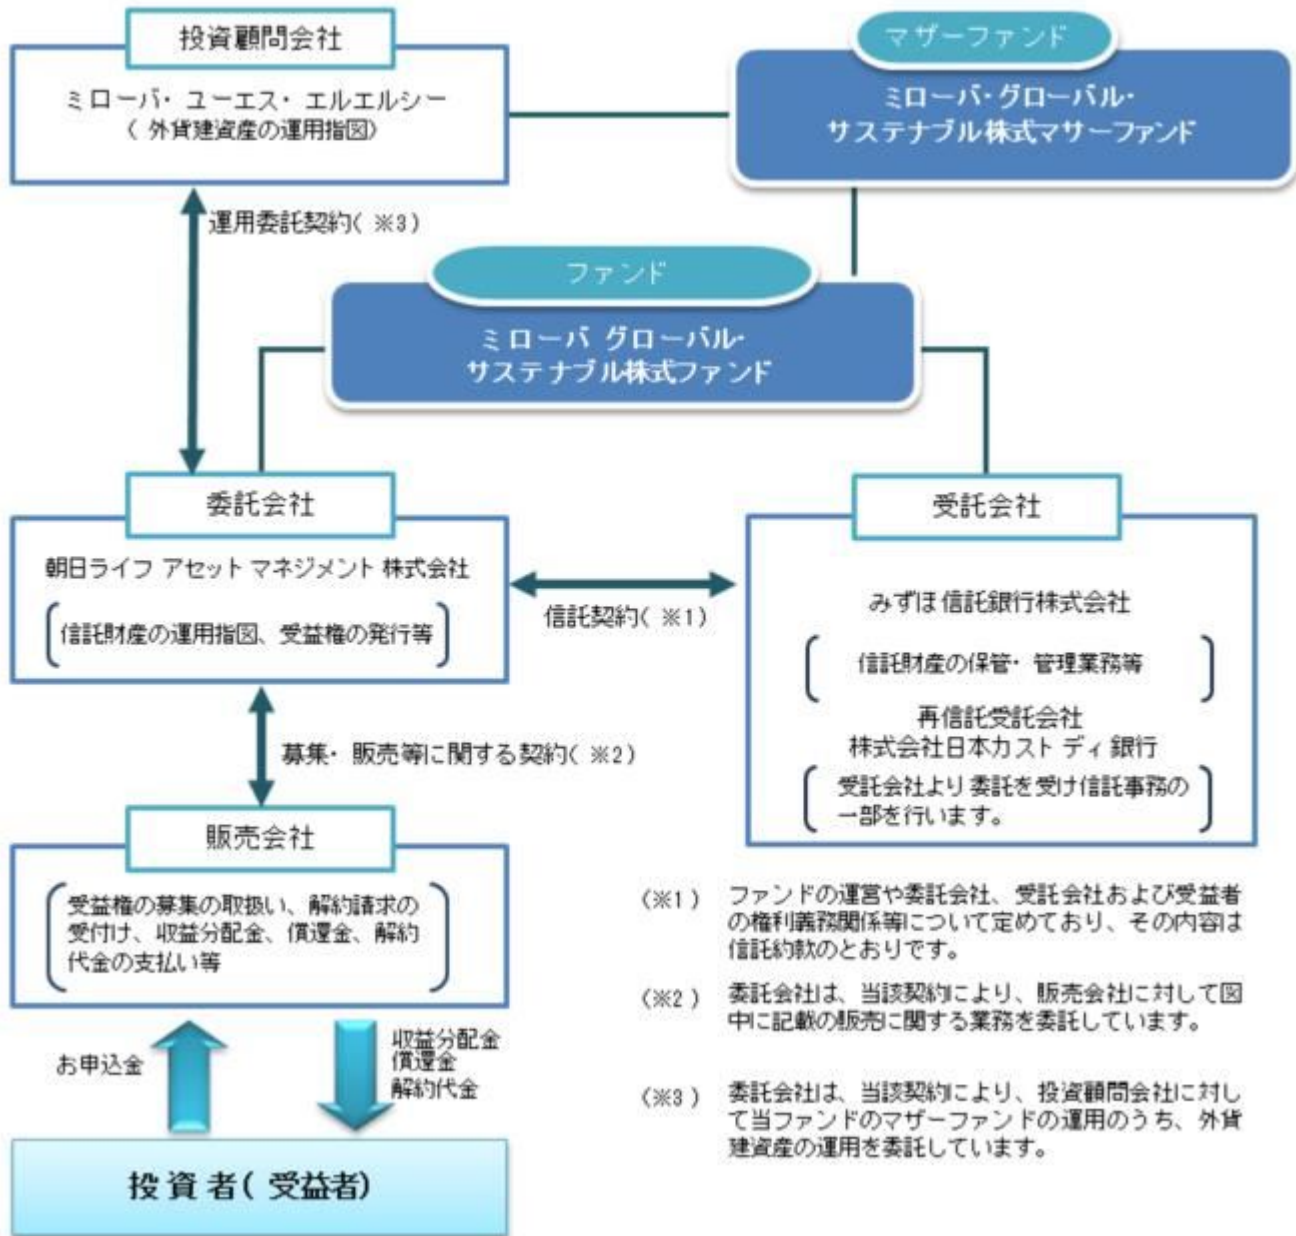 投資顧問会社
ミローバ・ユーエス・エルエルシー
（外貨建資産の運用指図）
マザーファンド
ミローバ・グローバル・
サステナブル株式マザーファンド
運用委託契約（※3）
ファンド
ミローバ グローバル・
サステナブル株式ファンド
委託会社
朝日ライフ アセット マネジメント 株式会社
信託財産の運用指図、受益権の発行等
信託契約（※1）
受託会社
みずほ信託銀行株式会社
信託財産の保管・管理業務等
再信託受託会社
株式会社日本カストディ銀行
受託会社より委託を受け信託事務の
一部を行います。
募集・販売等に関する契約（※2）
販売会社
受益権の募集の取扱い、解約請求の
受付け、収益分配金、償還金、解約
代金の支払い等
お申込金
収益分配金
償還金
解約代金
投資者（受益者）
（※1） ファンドの運営や委託会社、受託会社および受益者
の権利義務関係等について定めており、その内容は
信託約款のとおりです。
（※2） 委託会社は、当該契約により、販売会社に対して図
中に記載の販売に関する業務を委託しています。
（※3） 委託会社は、当該契約により、投資顧問会社に対し
て当ファンドのマザーファンドの運用のうち、外貨
建資産の運用を委託しています。